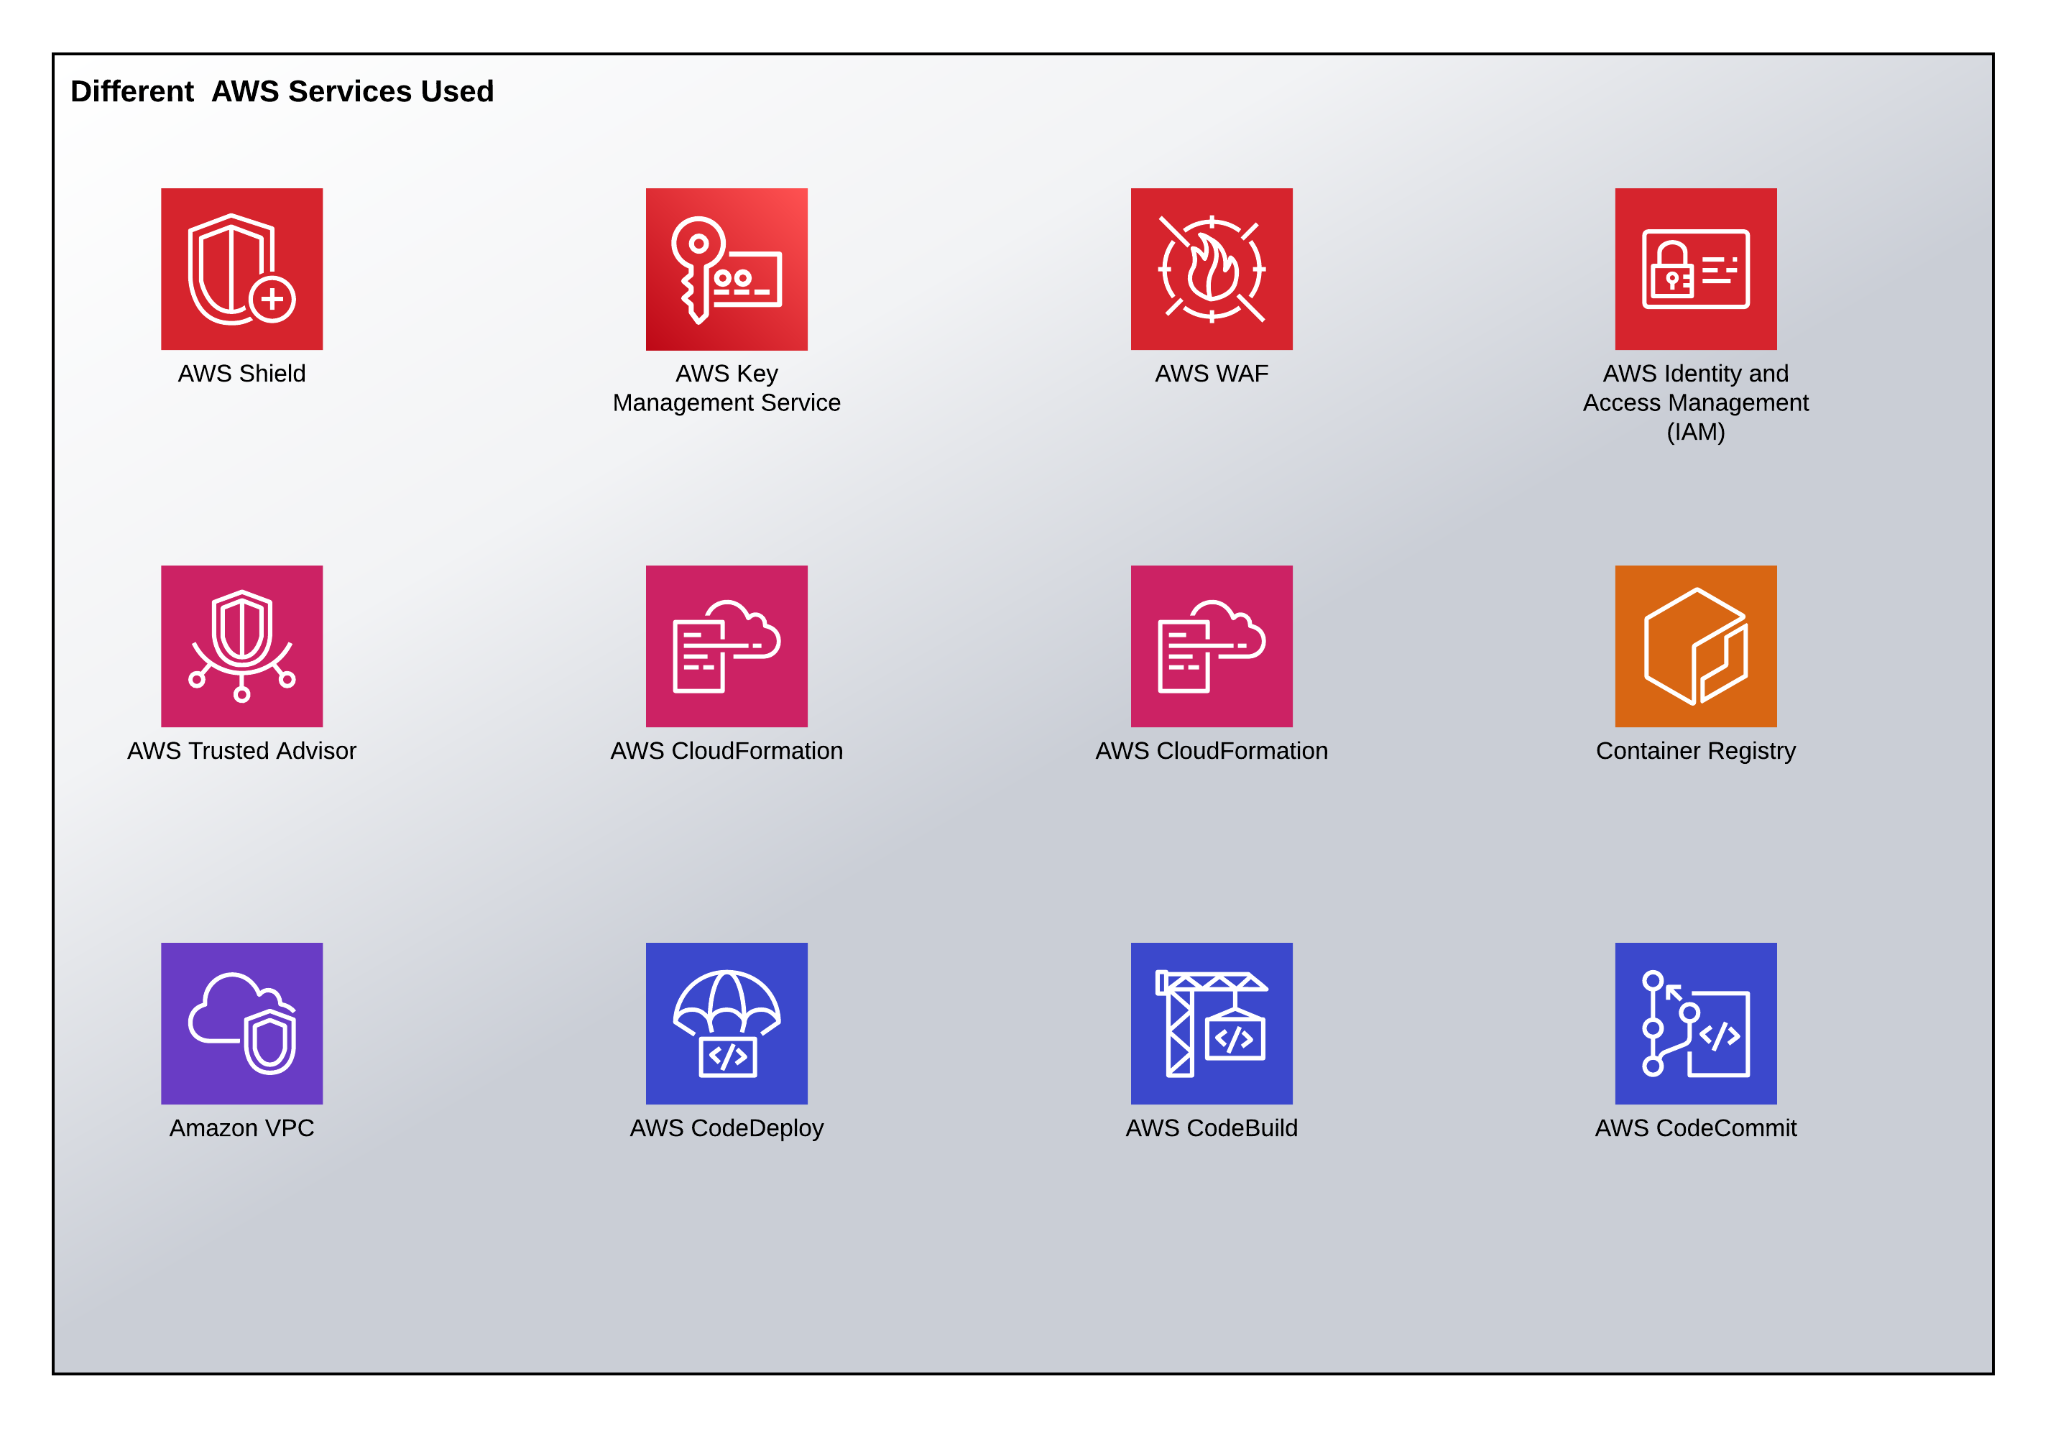 Different  AWS Services Used
AWS Shield
AWS Key
Management Service
AWS WAF
AWS Identity and
Access Management
(IAM)
AWS Trusted Advisor
AWS CloudFormation
AWS CloudFormation
Container Registry
Amazon VPC
AWS CodeDeploy
AWS CodeBuild
AWS CodeCommit